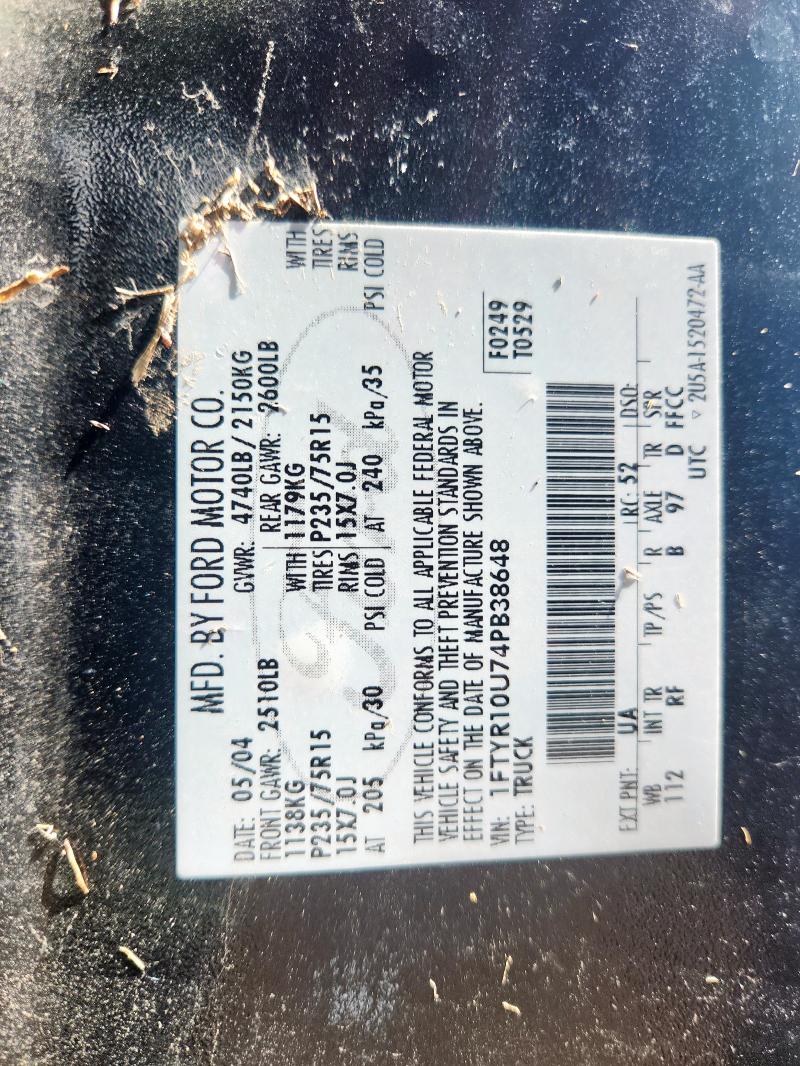 MFD. BY FORD MOTOR CO.
DATE: 05/04 GVWR: 4740LB/ 2150KG
FRONT GAWR: 2510LB REAR GAWR: 2600LB
1138KG WITH 1179KG WITH
P235/75R15 TIRES P235/75R15 TIRES
15X7.0J RIMS 15X7.0J RIMS
AT 205 kPa/30 PSI COLD AT 240 kPa/35 PSI COLD
THIS VEHICLE CONFORMS TO ALL APPLICABLE FEDERAL MOTOR
VEHICLE SAFETY AND THEFT PREVENTION STANDARDS IN
EFFECT ON THE DATE OF MANUFACTURE SHOWN ABOVE.
VIN: 1FTYR10U74PB38648 F0249
TYPE: TRUCK T0529
EXT PNT: UA RC: 52 DSO:
WB INT TR TP/PS R AXLE TR SPR
112 RF B 97 D FFCC
UTC ▽ 2U5A-1520472-AA